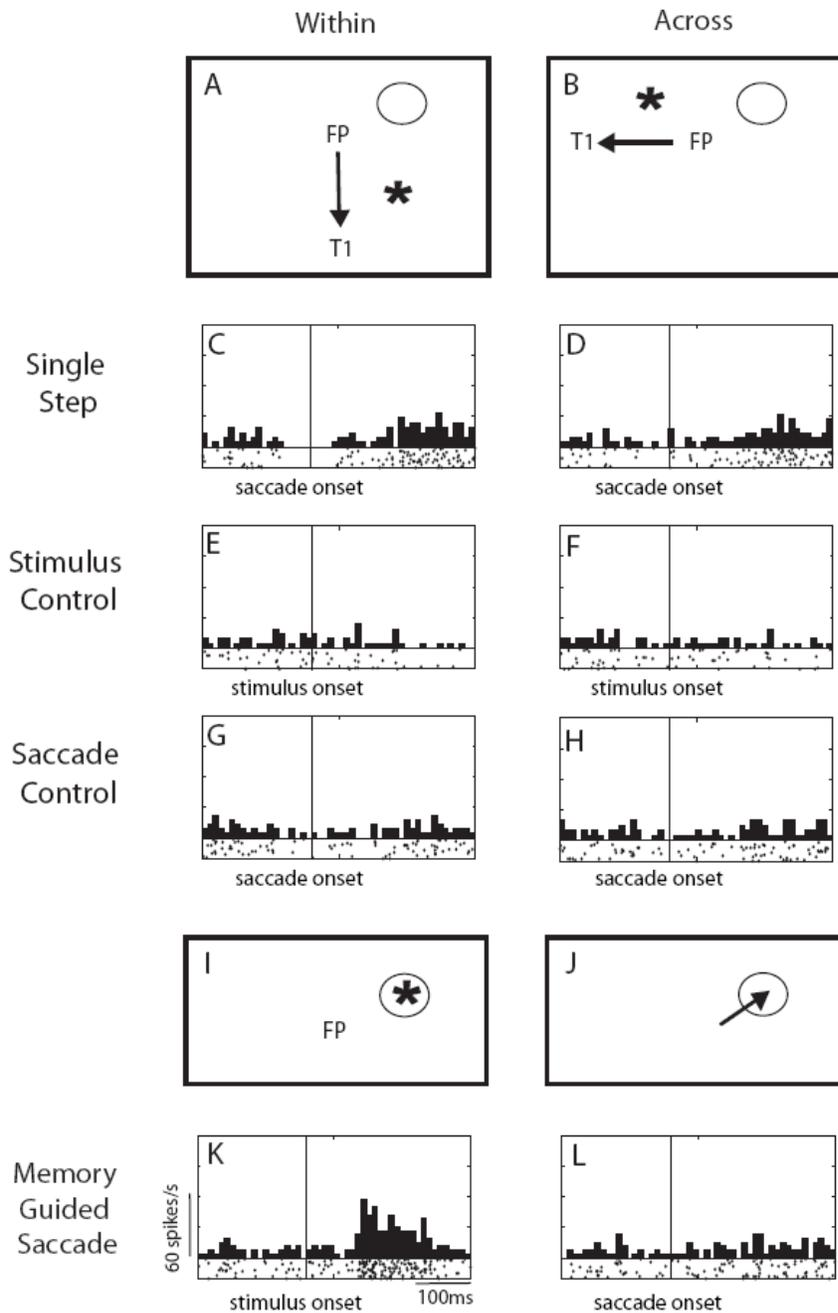 Within
Across
A
FP
T1
B
T1
FP
Single
Step
C
D
saccade onset
saccade onset
Stimulus
Control
E
F
stimulus onset
stimulus onset
Saccade
Control
G
H
saccade onset
saccade onset
I
FP
J
Memory
Guided
Saccade
60 spikes/s
K
L
100ms
stimulus onset
saccade onset